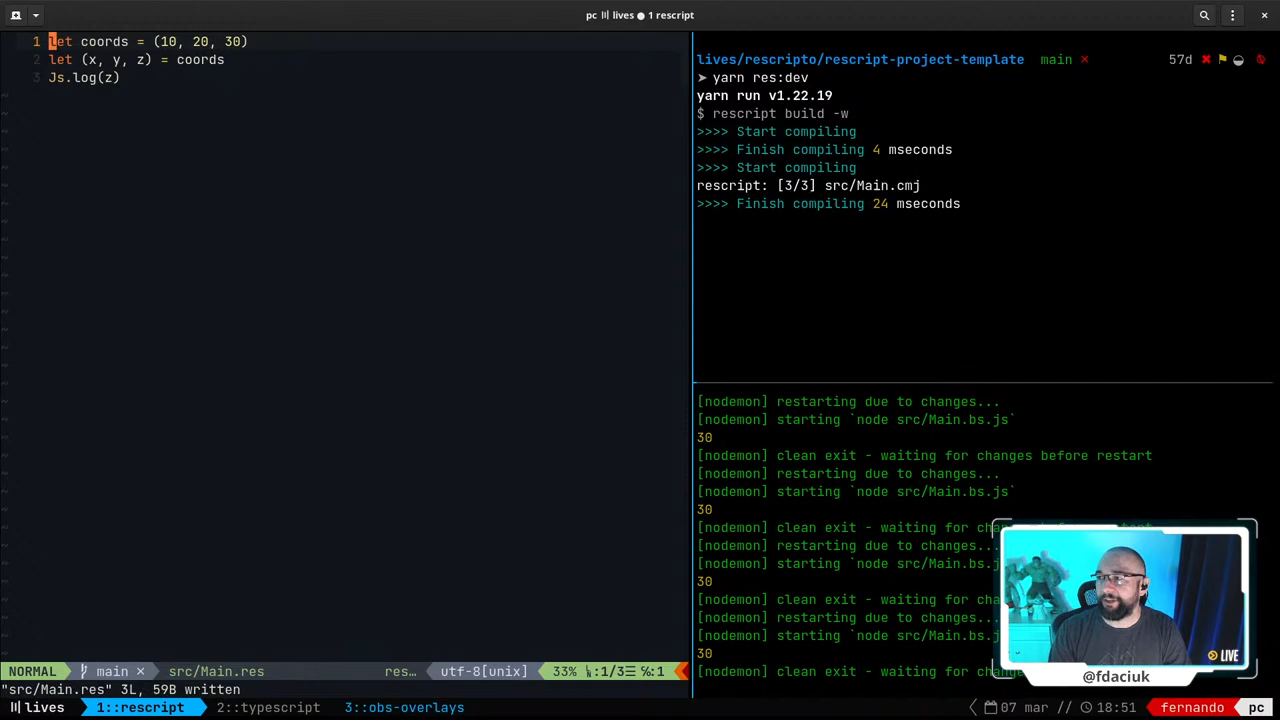 pc lives ● 1 rescript
1 let coords = (10, 20, 30)
2 let (x, y, z) = coords
3 Js.log(z)
NORMAL main × src/Main.res res… utf-8[unix] 33% :1/3 :1
"src/Main.res" 3L, 59B written
lives/rescripto/rescript-project-template main × 57d
➤ yarn res:dev
yarn run v1.22.19
$ rescript build -w
>>>> Start compiling
>>>> Finish compiling 4 mseconds
>>>> Start compiling
rescript: [3/3] src/Main.cmj
>>>> Finish compiling 24 mseconds
[nodemon] restarting due to changes...
[nodemon] starting `node src/Main.bs.js`
30
[nodemon] clean exit - waiting for changes before restart
[nodemon] restarting due to changes...
[nodemon] starting `node src/Main.bs.js`
30
[nodemon] clean exit - waiting for
[nodemon] restarting due to changes...
[nodemon] starting `node src/Main.bs.j
30
[nodemon] clean exit - waiting for
[nodemon] restarting due to changes...
[nodemon] starting `node src/Main.bs.j
30
[nodemon] clean exit - waiting for
LIVE
@fdaciuk
lives 1::rescript 2::typescript 3::obs-overlays 07 mar // 18:51 fernando pc